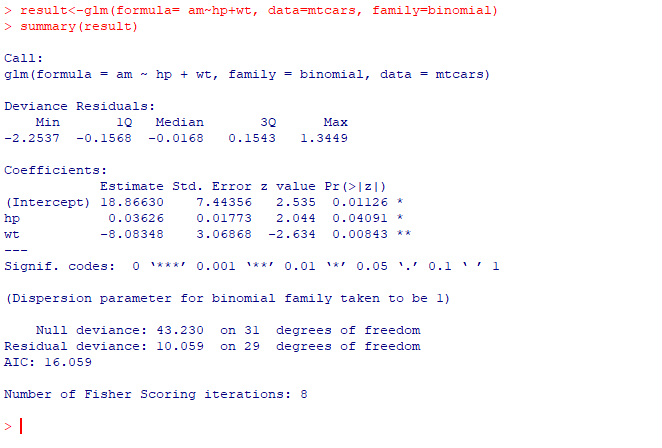 > result<-glm(formula= am~hp+wt, data=mtcars, family=binomial)
> summary(result)
Call:
glm(formula = am ~ hp + wt, family = binomial, data = mtcars)
Deviance Residuals:
Min 1Q Median 3Q Max
-2.2537 -0.1568 -0.0168 0.1543 1.3449
Coefficients:
Estimate Std. Error z value Pr(>|z|)
(Intercept) 18.86630 7.44356 2.535 0.01126 *
hp 0.03626 0.01773 2.044 0.04091 *
wt -8.08348 3.06868 -2.634 0.00843 **
---
Signif. codes: 0 ‘***’ 0.001 ‘**’ 0.01 ‘*’ 0.05 ‘.’ 0.1 ‘ ’ 1
(Dispersion parameter for binomial family taken to be 1)
Null deviance: 43.230 on 31 degrees of freedom
Residual deviance: 10.059 on 29 degrees of freedom
AIC: 16.059
Number of Fisher Scoring iterations: 8
>